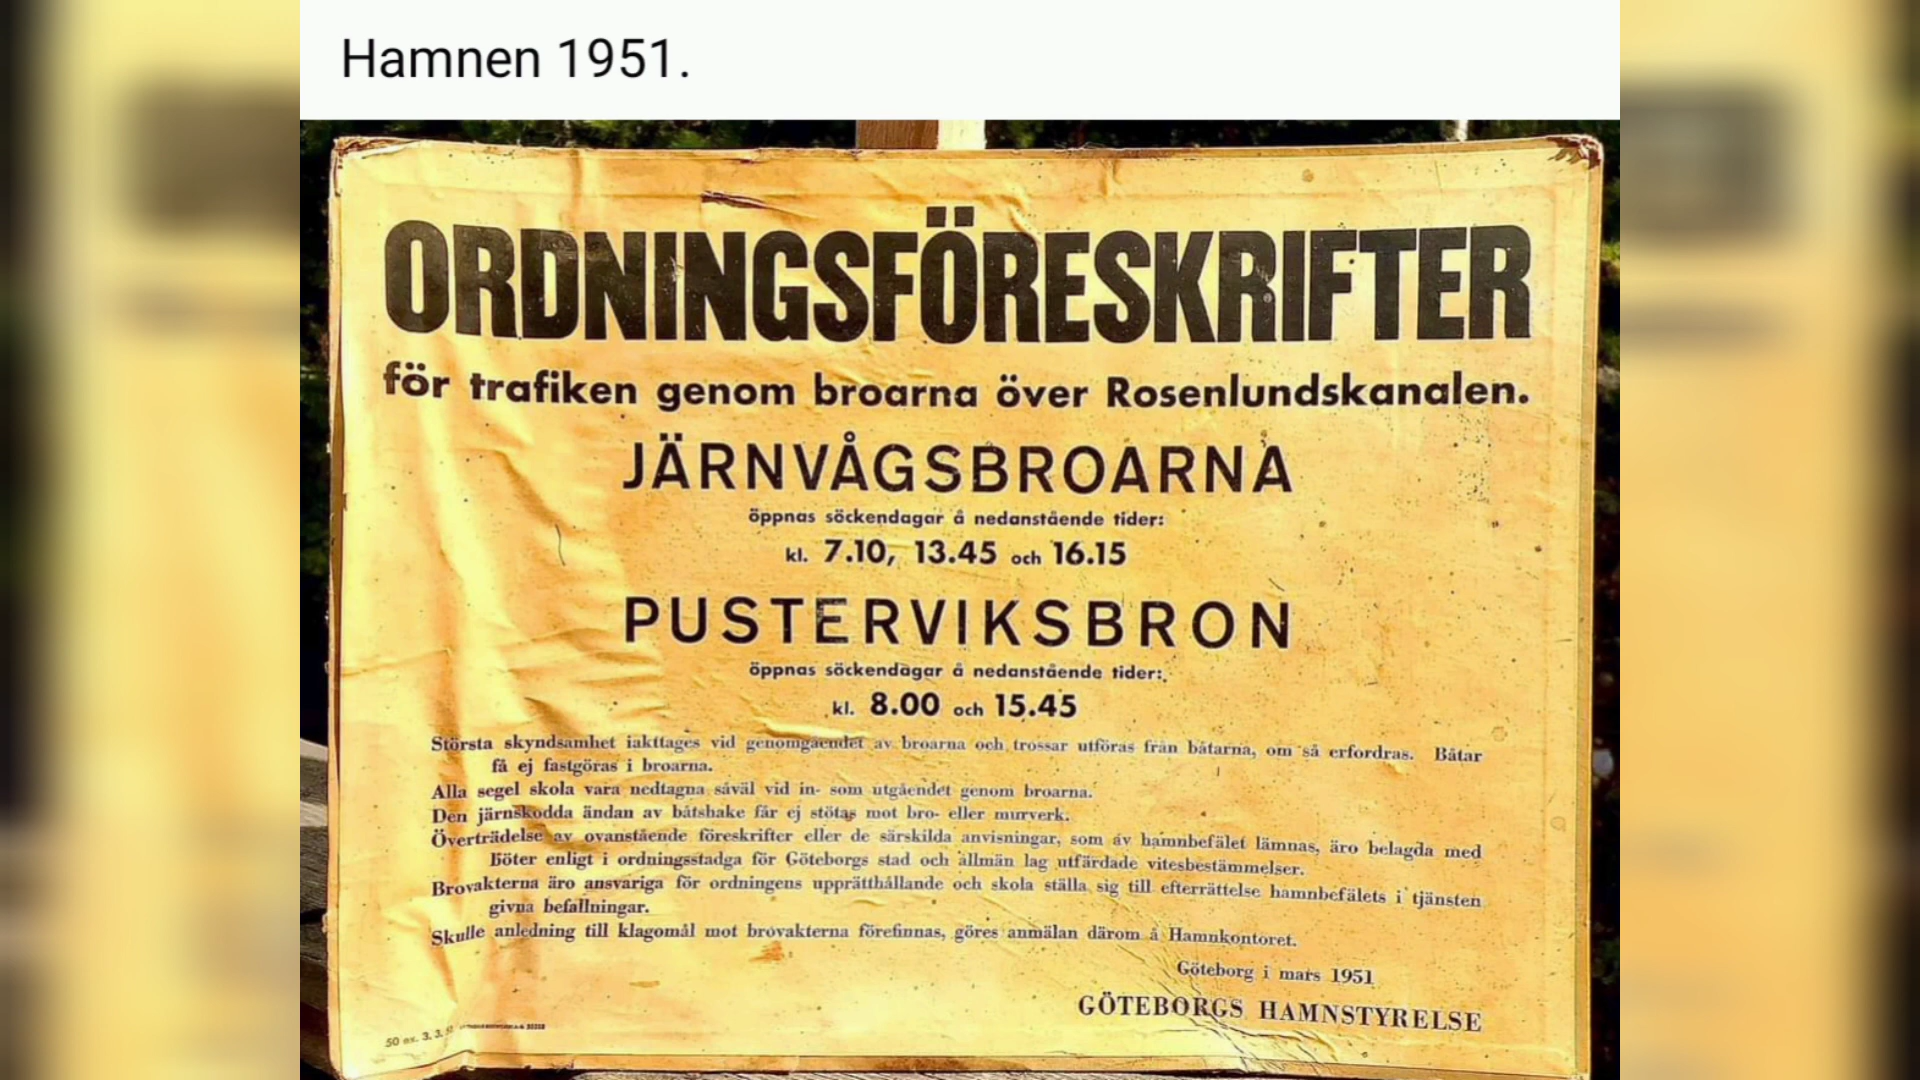 Hamnen 1951.
ORDNINGSFÖRESKRIFTER
för trafiken genom broarna över Rosenlundskanalen.
JÄRNVÅGSBROARNA
öppnas söckendagar å nedanstående tider:
kl. 7.10, 13.45 och 16.15
PUSTERVIKSBRON
öppnas söckendagar å nedanstående tider:
kl. 8.00 och 15.45
Största skyndsamhet iakttages vid genomgåendet av broarna och trossar utföras från båtarna, om så erfordras. Båtar
få ej fastgöras i broarna.
Alla segel skola vara nedtagna såväl vid in- som utgåendet genom broarna.
Den järnskodda ändan av båtshake får ej stötas mot bro- eller murverk.
Överträdelse av ovanstående föreskrifter eller de särskilda anvisningar, som av hamnbefälet lämnas, äro belagda med
böter enligt i ordningsstadga för Göteborgs stad och allmän lag utfärdade vitesbestämmelser.
Brovakterna äro ansvariga för ordningens upprätthållande och skola ställa sig till efterrättelse hamnbefälets i tjänsten
givna befallningar.
Skulle anledning till klagomål mot brovakterna förefinnas, göres anmälan därom å Hamnkontoret.
Göteborg i mars 1951
GÖTEBORGS HAMNSTYRELSE
50 ex. 3.3.